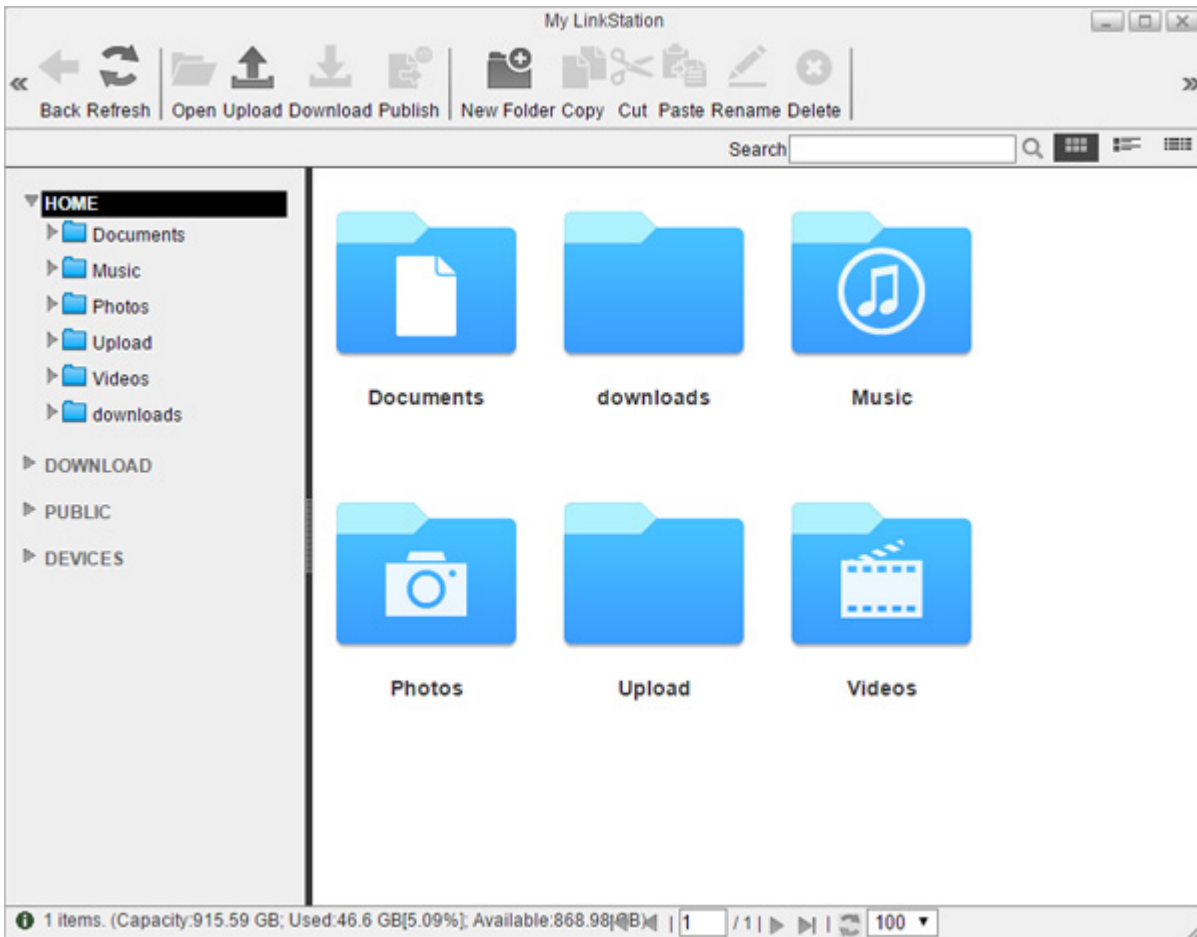 My LinkStation
« Back Refresh Open Upload Download Publish New Folder Copy Cut Paste Rename Delete »
Search
HOME
Documents
Music
Photos
Upload
Videos
downloads
DOWNLOAD
PUBLIC
DEVICES
Documents downloads Music
Photos Upload Videos
1 items. (Capacity:915.59 GB; Used:46.6 GB[5.09%]; Available:868.98 GB) | 1 / 1 | | 100